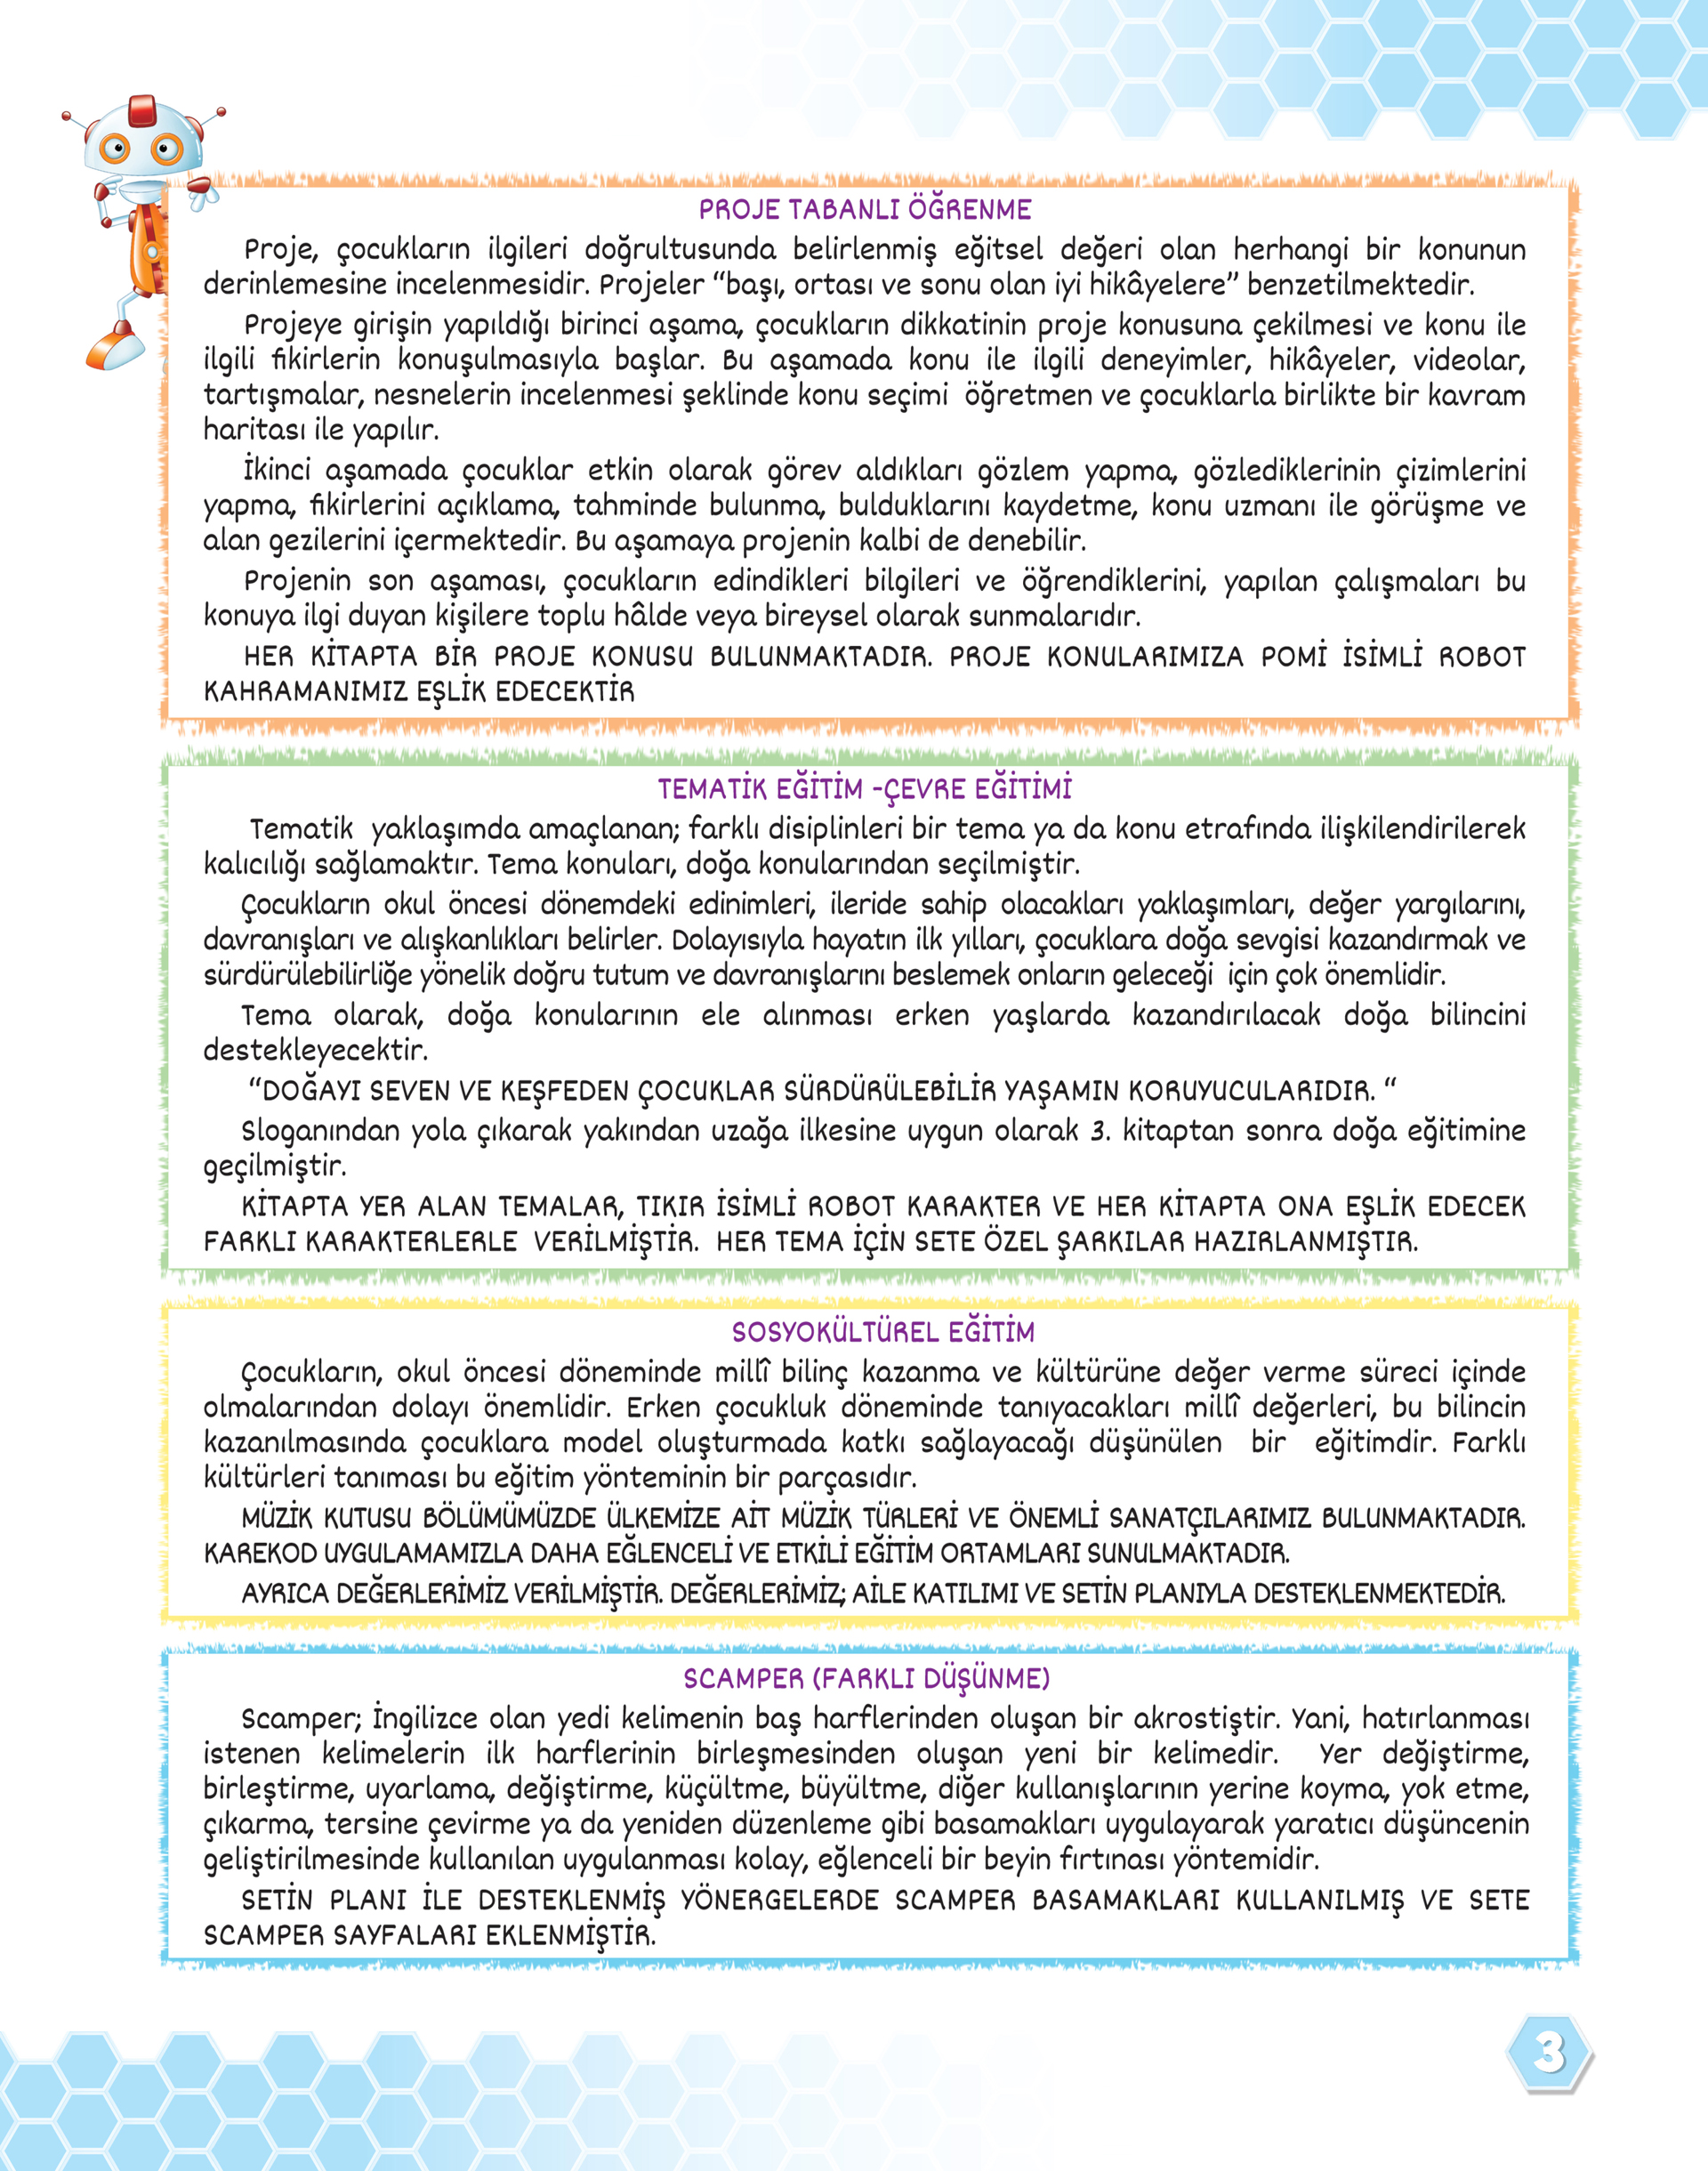 PROJE TABANLI ÖĞRENME
Proje, çocukların ilgileri doğrultusunda belirlenmiş eğitsel değeri olan herhangi bir konunun
derinlemesine incelenmesidir. Projeler “başı, ortası ve sonu olan iyi hikâyelere” benzetilmektedir.
Projeye girişin yapıldığı birinci aşama, çocukların dikkatinin proje konusuna çekilmesi ve konu ile
ilgili fikirlerin konuşulmasıyla başlar. Bu aşamada konu ile ilgili deneyimler, hikâyeler, videolar,
tartışmalar, nesnelerin incelenmesi şeklinde konu seçimi öğretmen ve çocuklarla birlikte bir kavram
haritası ile yapılır.
İkinci aşamada çocuklar etkin olarak görev aldıkları gözlem yapma, gözlediklerinin çizimlerini
yapma, fikirlerini açıklama, tahminde bulunma, bulduklarını kaydetme, konu uzmanı ile görüşme ve
alan gezilerini içermektedir. Bu aşamaya projenin kalbi de denebilir.
Projenin son aşaması, çocukların edindikleri bilgileri ve öğrendiklerini, yapılan çalışmaları bu
konuya ilgi duyan kişilere toplu hâlde veya bireysel olarak sunmalarıdır.
HER KİTAPTA BİR PROJE KONUSU BULUNMAKTADIR. PROJE KONULARIMIZA POMİ İSİMLİ ROBOT
KAHRAMANIMIZ EŞLİK EDECEKTİR
TEMATİK EĞİTİM -ÇEVRE EĞİTİMİ
Tematik yaklaşımda amaçlanan; farklı disiplinleri bir tema ya da konu etrafında ilişkilendirilerek
kalıcılığı sağlamaktır. Tema konuları, doğa konularından seçilmiştir.
Çocukların okul öncesi dönemdeki edinimleri, ileride sahip olacakları yaklaşımları, değer yargılarını,
davranışları ve alışkanlıkları belirler. Dolayısıyla hayatın ilk yılları, çocuklara doğa sevgisi kazandırmak ve
sürdürülebilirliğe yönelik doğru tutum ve davranışlarını beslemek onların geleceği için çok önemlidir.
Tema olarak, doğa konularının ele alınması erken yaşlarda kazandırılacak doğa bilincini
destekleyecektir.
“DOĞAYI SEVEN VE KEŞFEDEN ÇOCUKLAR SÜRDÜRÜLEBİLİR YAŞAMIN KORUYUCULARIDIR. “
Sloganından yola çıkarak yakından uzağa ilkesine uygun olarak 3. kitaptan sonra doğa eğitimine
geçilmiştir.
KİTAPTA YER ALAN TEMALAR, TIKIR İSİMLİ ROBOT KARAKTER VE HER KİTAPTA ONA EŞLİK EDECEK
FARKLI KARAKTERLERLE VERİLMİŞTİR. HER TEMA İÇİN SETE ÖZEL ŞARKILAR HAZIRLANMIŞTIR.
SOSYOKÜLTÜREL EĞİTİM
Çocukların, okul öncesi döneminde millî bilinç kazanma ve kültürüne değer verme süreci içinde
olmalarından dolayı önemlidir. Erken çocukluk döneminde tanıyacakları millî değerleri, bu bilincin
kazanılmasında çocuklara model oluşturmada katkı sağlayacağı düşünülen bir eğitimdir. Farklı
kültürleri tanıması bu eğitim yönteminin bir parçasıdır.
MÜZİK KUTUSU BÖLÜMÜMÜZDE ÜLKEMİZE AİT MÜZİK TÜRLERİ VE ÖNEMLİ SANATÇILARIMIZ BULUNMAKTADIR.
KAREKOD UYGULAMAMIZLA DAHA EĞLENCELİ VE ETKİLİ EĞİTİM ORTAMLARI SUNULMAKTADIR.
AYRICA DEĞERLERİMİZ VERİLMİŞTİR. DEĞERLERİMİZ; AİLE KATILIMI VE SETİN PLANIYLA DESTEKLENMEKTEDİR.
SCAMPER (FARKLI DÜŞÜNME)
Scamper; İngilizce olan yedi kelimenin baş harflerinden oluşan bir akrostiştir. Yani, hatırlanması
istenen kelimelerin ilk harflerinin birleşmesinden oluşan yeni bir kelimedir. Yer değiştirme,
birleştirme, uyarlama, değiştirme, küçültme, büyültme, diğer kullanışlarının yerine koyma, yok etme,
çıkarma, tersine çevirme ya da yeniden düzenleme gibi basamakları uygulayarak yaratıcı düşüncenin
geliştirilmesinde kullanılan uygulanması kolay, eğlenceli bir beyin fırtınası yöntemidir.
SETİN PLANI İLE DESTEKLENMİŞ YÖNERGELERDE SCAMPER BASAMAKLARI KULLANILMIŞ VE SETE
SCAMPER SAYFALARI EKLENMİŞTİR.
3